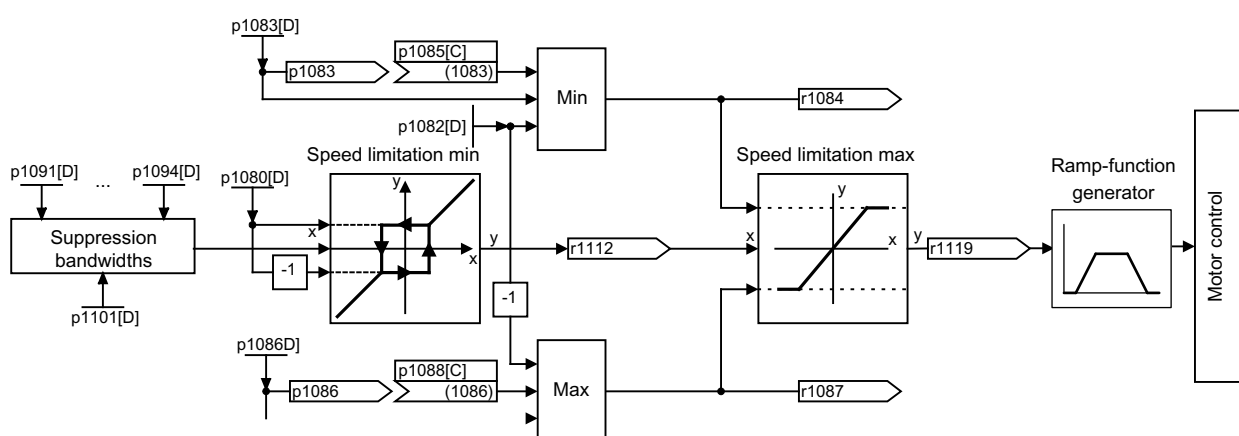 p1083[D]
p1083
p1085[C]
(1083)
Min
r1084
p1082[D]
Speed limitation min
Speed limitation max
Ramp-function
generator
Motor control
p1091[D]
...
p1094[D]
p1080[D]
Suppression
bandwidths
x
y
x
y
r1112
x
y
x
y
r1119
-1
-1
p1101[D]
p1086D]
p1086
p1088[C]
(1086)
Max
r1087